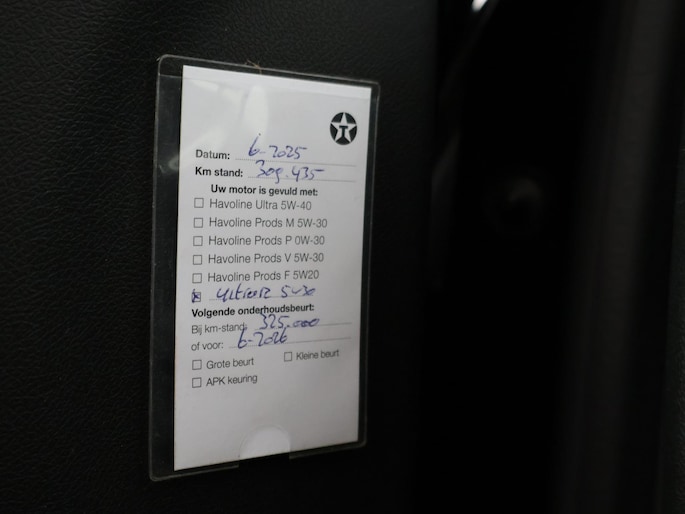 Datum: 6-2025
Km stand: 309.435
Uw motor is gevuld met:
Havoline Ultra 5W-40
Havoline Prods M 5W-30
Havoline Prods P 0W-30
Havoline Prods V 5W-30
Havoline Prods F 5W20
5w30
Volgende onderhoudsbeurt:
Bij km-stand: 325.000
of voor: 6-2026
Grote beurt Kleine beurt
APK keuring